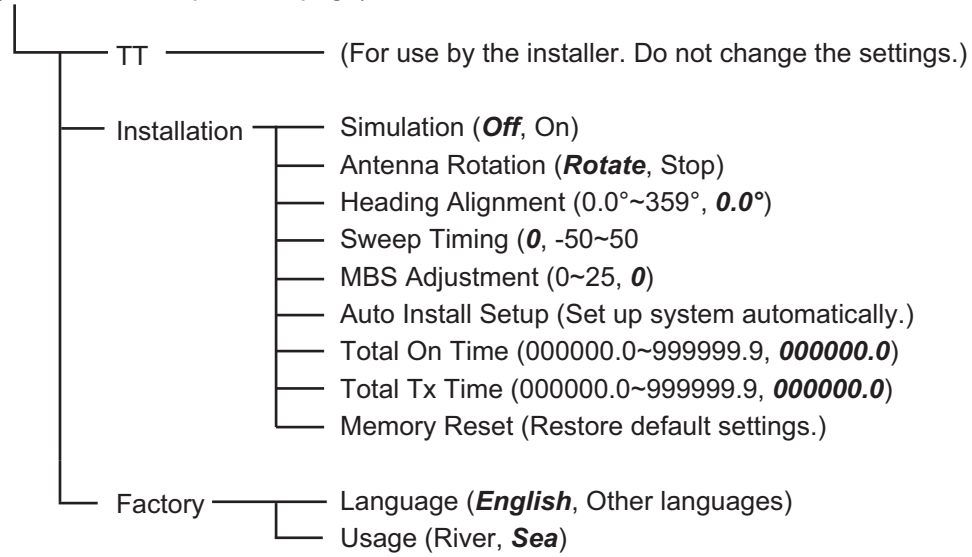 TT (For use by the installer. Do not change the settings.)
Installation Simulation (Off, On)
Antenna Rotation (Rotate, Stop)
Heading Alignment (0.0°~359°, 0.0°)
Sweep Timing (0, -50~50
MBS Adjustment (0~25, 0)
Auto Install Setup (Set up system automatically.)
Total On Time (000000.0~999999.9, 000000.0)
Total Tx Time (000000.0~999999.9, 000000.0)
Memory Reset (Restore default settings.)
Factory Language (English, Other languages)
Usage (River, Sea)